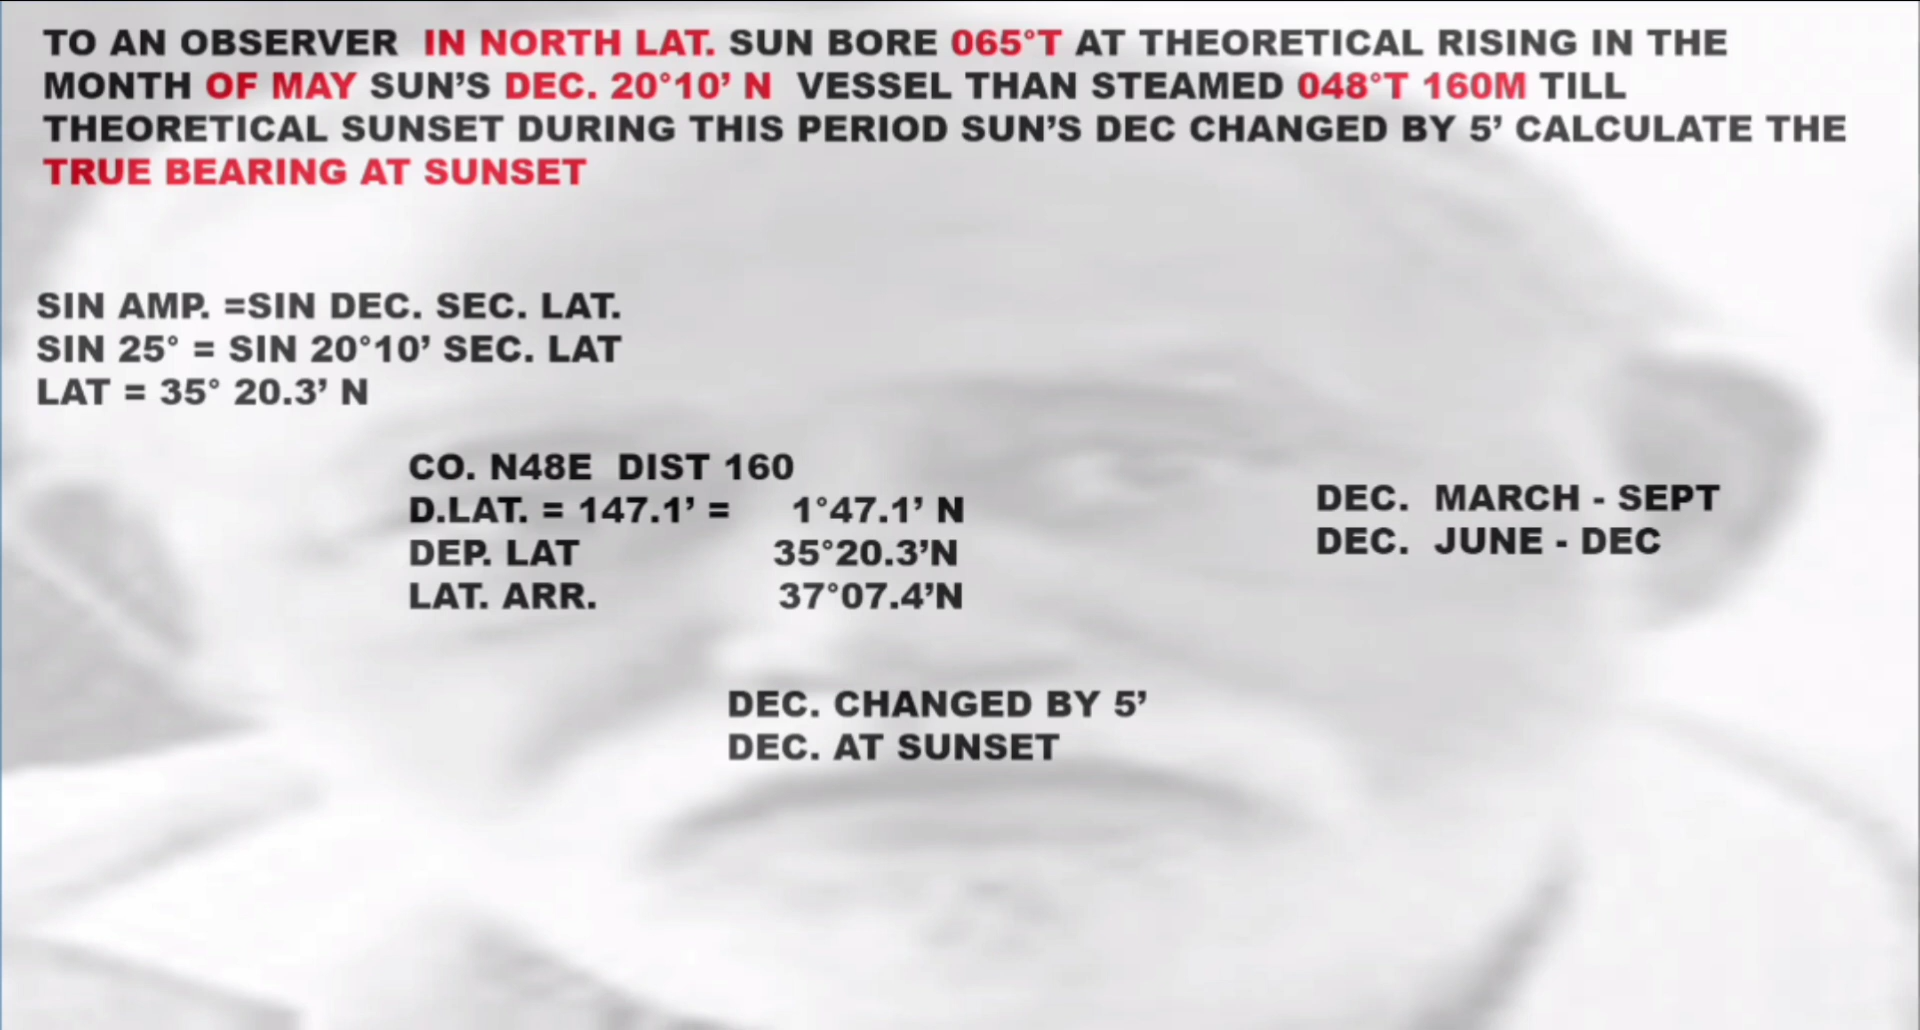 TO AN OBSERVER IN NORTH LAT. SUN BORE 065°T AT THEORETICAL RISING IN THE
MONTH OF MAY SUN'S DEC. 20°10' N VESSEL THAN STEAMED 048°T 160M TILL
THEORETICAL SUNSET DURING THIS PERIOD SUN'S DEC CHANGED BY 5' CALCULATE THE
TRUE BEARING AT SUNSET
SIN AMP. =SIN DEC. SEC. LAT.
SIN 25° = SIN 20°10' SEC. LAT
LAT = 35° 20.3' N
CO. N48E DIST 160
D.LAT. = 147.1' = 1°47.1' N
DEP. LAT 35°20.3'N
LAT. ARR. 37°07.4'N
DEC. MARCH - SEPT
DEC. JUNE - DEC
DEC. CHANGED BY 5'
DEC. AT SUNSET